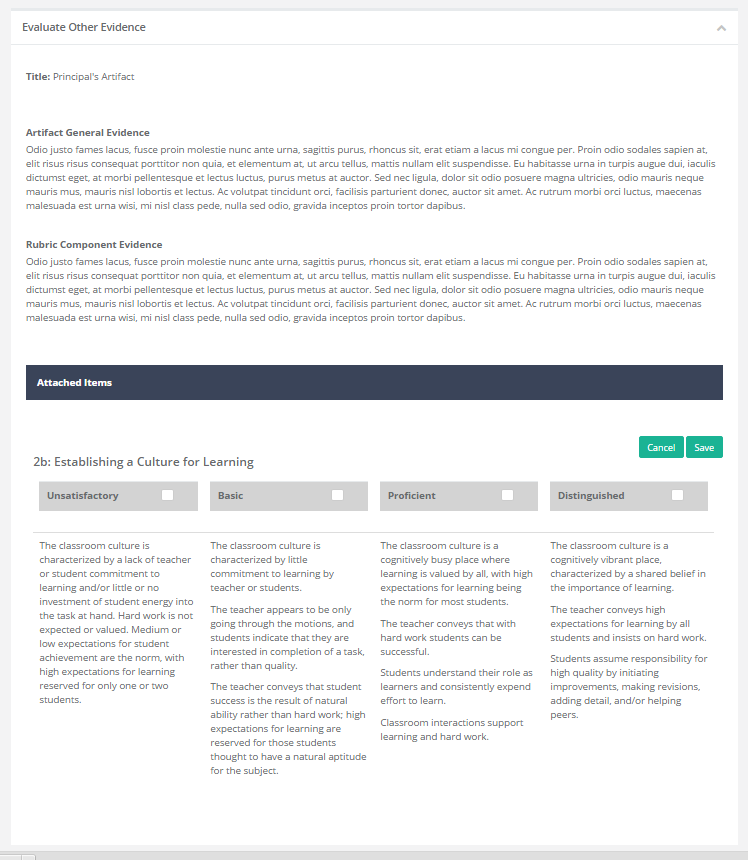 Evaluate Other Evidence
Title: Principal's Artifact
Artifact General Evidence
Odio justo fames lacus, fusce proin molestie nunc ante urna, sagittis purus, rhoncus sit, erat etiam a lacus mi congue per. Proin odio sodales sapien at,
elit risus risus consequat porttitor non quia, et elementum at, ut arcu tellus, mattis nullam elit suspendisse. Eu habitasse urna in turpis augue dui, iaculis
dictumst eget, at morbi pellentesque et lectus luctus, purus metus at auctor. Sed nec ligula, dolor sit odio posuere magna ultricies, odio mauris neque
mauris mus, mauris nisl lobortis et lectus. Ac volutpat tincidunt orci, facilisis parturient donec, auctor sit amet. Ac rutrum morbi orci luctus, maecenas
malesuada est urna wisi, mi nisl class pede, nulla sed odio, gravida inceptos proin tortor dapibus.
Rubric Component Evidence
Odio justo fames lacus, fusce proin molestie nunc ante urna, sagittis purus, rhoncus sit, erat etiam a lacus mi congue per. Proin odio sodales sapien at,
elit risus risus consequat porttitor non quia, et elementum at, ut arcu tellus, mattis nullam elit suspendisse. Eu habitasse urna in turpis augue dui, iaculis
dictumst eget, at morbi pellentesque et lectus luctus, purus metus at auctor. Sed nec ligula, dolor sit odio posuere magna ultricies, odio mauris neque
mauris mus, mauris nisl lobortis et lectus. Ac volutpat tincidunt orci, facilisis parturient donec, auctor sit amet. Ac rutrum morbi orci luctus, maecenas
malesuada est urna wisi, mi nisl class pede, nulla sed odio, gravida inceptos proin tortor dapibus.
Attached Items
Cancel Save
2b: Establishing a Culture for Learning
Unsatisfactory
The classroom culture is
characterized by a lack of teacher
or student commitment to
learning and/or little or no
investment of student energy into
the task at hand. Hard work is not
expected or valued. Medium or
low expectations for student
achievement are the norm, with
high expectations for learning
reserved for only one or two
students.
Basic
The classroom culture is
characterized by little
commitment to learning by
teacher or students.
The teacher appears to be only
going through the motions, and
students indicate that they are
interested in completion of a task,
rather than quality.
The teacher conveys that student
success is the result of natural
ability rather than hard work; high
expectations for learning are
reserved for those students
thought to have a natural aptitude
for the subject.
Proficient
The classroom culture is a
cognitively busy place where
learning is valued by all, with high
expectations for learning being
the norm for most students.
The teacher conveys that with
hard work students can be
successful.
Students understand their role as
learners and consistently expend
effort to learn.
Classroom interactions support
learning and hard work.
Distinguished
The classroom culture is a
cognitively vibrant place,
characterized by a shared belief in
the importance of learning.
The teacher conveys high
expectations for learning by all
students and insists on hard work.
Students assume responsibility for
high quality by initiating
improvements, making revisions,
adding detail, and/or helping
peers.